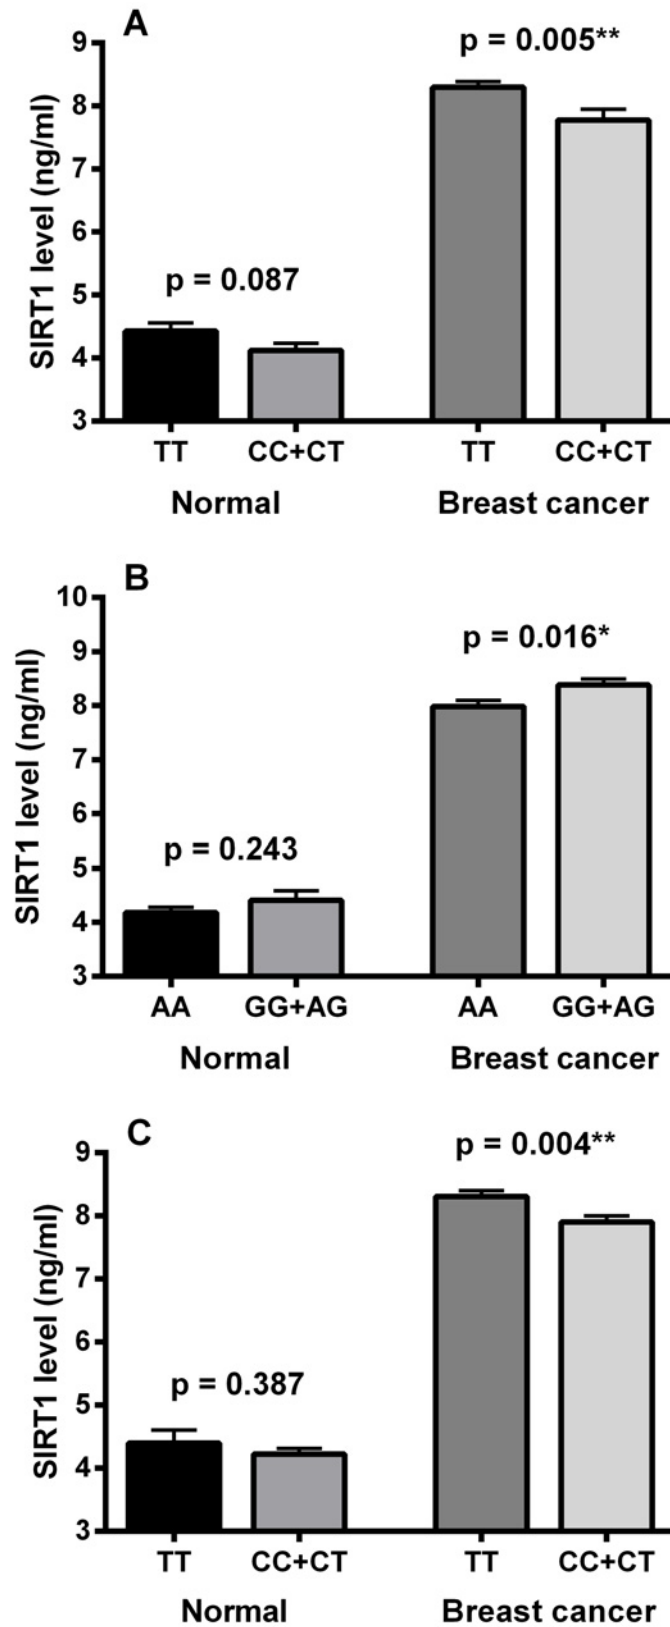 A
p = 0.005**
9
8
7
6
5
4
3
SIRT1 level (ng/ml)
p = 0.087
TT CC+CT TT CC+CT
Normal Breast cancer
B
p = 0.016*
10
9
8
7
6
5
4
3
SIRT1 level (ng/ml)
p = 0.243
AA GG+AG AA GG+AG
Normal Breast cancer
C
p = 0.004**
9
8
7
6
5
4
3
SIRT1 level (ng/ml)
p = 0.387
TT CC+CT TT CC+CT
Normal Breast cancer